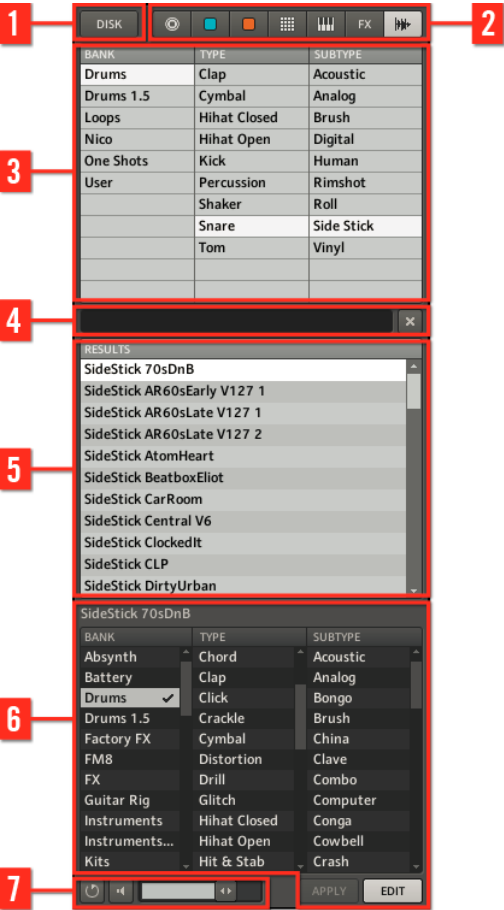 1 DISK FX 2
BANK TYPE SUBTYPE
Drums Clap Acoustic
Drums 1.5 Cymbal Analog
Loops Hihat Closed Brush
Nico Hihat Open Digital
3 One Shots Kick Human
User Percussion Rimshot
Shaker Roll
Snare Side Stick
Tom Vinyl
4
RESULTS
SideStick 70sDnB
SideStick AR60sEarly V127 1
SideStick AR60sLate V127 1
SideStick AR60sLate V127 2
SideStick AtomHeart
5 SideStick BeatboxEliot
SideStick CarRoom
SideStick Central V6
SideStick ClockedIt
SideStick CLP
SideStick DirtyUrban
SideStick 70sDnB
BANK TYPE SUBTYPE
Absynth Chord Acoustic
Battery Clap Analog
Drums Click Bongo
6 Drums 1.5 Crackle Brush
Factory FX Cymbal China
FM8 Distortion Clave
FX Drill Combo
Guitar Rig Glitch Computer
Instruments Hihat Closed Conga
Instruments... Hihat Open Cowbell
Kits Hit & Stab Crash
7 APPLY EDIT